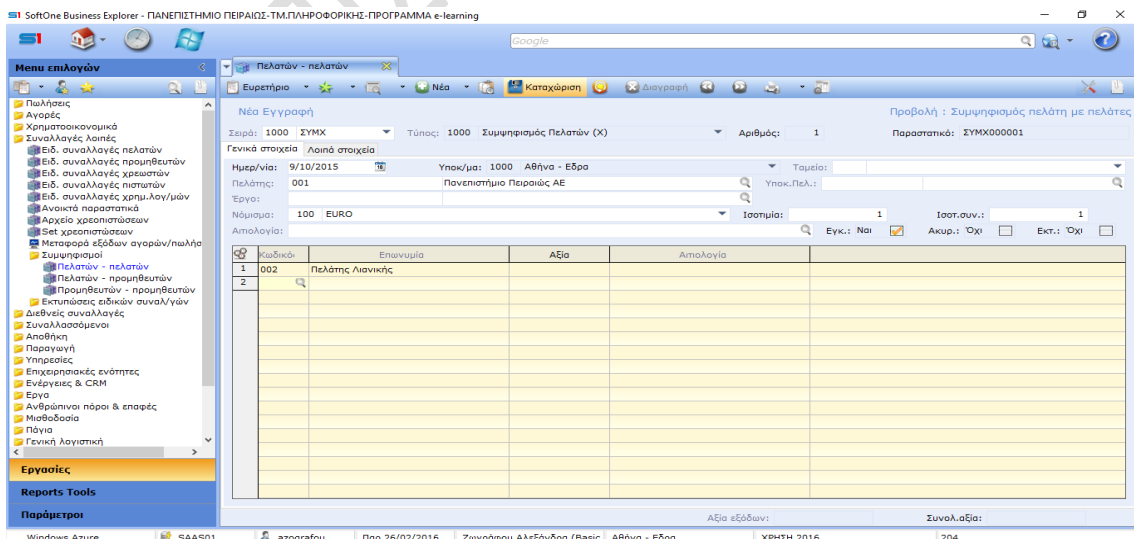 S1 SoftOne Business Explorer - ΠΑΝΕΠΙΣΤΗΜΙΟ ΠΕΙΡΑΙΩΣ-ΤΜ.ΠΛΗΡΟΦΟΡΙΚΗΣ-ΠΡΟΓΡΑΜΜΑ e-learning
S1 Google
Menu επιλογών
Πελατών - πελατών
Ευρετήριο Νέα Καταχώριση Διαγραφή
Πωλήσεις
Αγορές
Χρηματοοικονομικά
Συναλλαγές λοιπές
Ειδ. συναλλαγές πελατών
Ειδ. συναλλαγές προμηθευτών
Ειδ. συναλλαγές χρεωστών
Ειδ. συναλλαγές πιστωτών
Ειδ. συναλλαγές χρημ.λογ/μών
Ανοικτά παραστατικά
Αρχείο χρεοπιστώσεων
Set χρεοπιστώσεων
Μεταφορά εξόδων αγορών/πωλήσ
Συμψηφισμοί
Πελατών - πελατών
Πελατών - προμηθευτών
Προμηθευτών - προμηθευτών
Εκτυπώσεις ειδικών συναλ/γών
Διεθνείς συναλλαγές
Συναλλασσόμενοι
Αποθήκη
Παραγωγή
Υπηρεσίες
Επιχειρησιακές ενότητες
Ενέργειες & CRM
Εργα
Ανθρώπινοι πόροι & επαφές
Μισθοδοσία
Πάγια
Γενική λογιστική
Εργασίες
Reports Tools
Παράμετροι
Νέα Εγγραφή Προβολή : Συμψηφισμός πελάτη με πελάτες
Σειρά: 1000 ΣΥΜΧ Τύπος: 1000 Συμψηφισμός Πελατών (Χ) Αριθμός: 1 Παραστατικό: ΣΥΜΧ000001
Γενικά στοιχεία Λοιπά στοιχεία
Ημερ/νία: 9/10/2015 Υποκ/μα: 1000 Αθήνα - Εδρα Ταμείο:
Πελάτης: 001 Πανεπιστήμιο Πειραιώς ΑΕ Υποκ.Πελ.:
Έργο:
Νόμισμα: 100 EURO Ισοτιμία: 1 Ισοτ.συν.: 1
Αιτιολογία: Εγκ.: Ναι Ακυρ.: Όχι Εκτ.: Όχι
Κωδικός Επωνυμία Αξία Αιτιολογία
1 002 Πελάτης Λιανικής
2
Αξία εξόδων: Συνολ.αξία:
Windows Azure SAAS01 azografou Παρ 26/02/2016 Ζωγράφου Αλεξάνδρα (Basic Αθήνα - Εδρα ΧΡΗΣΗ 2016 204